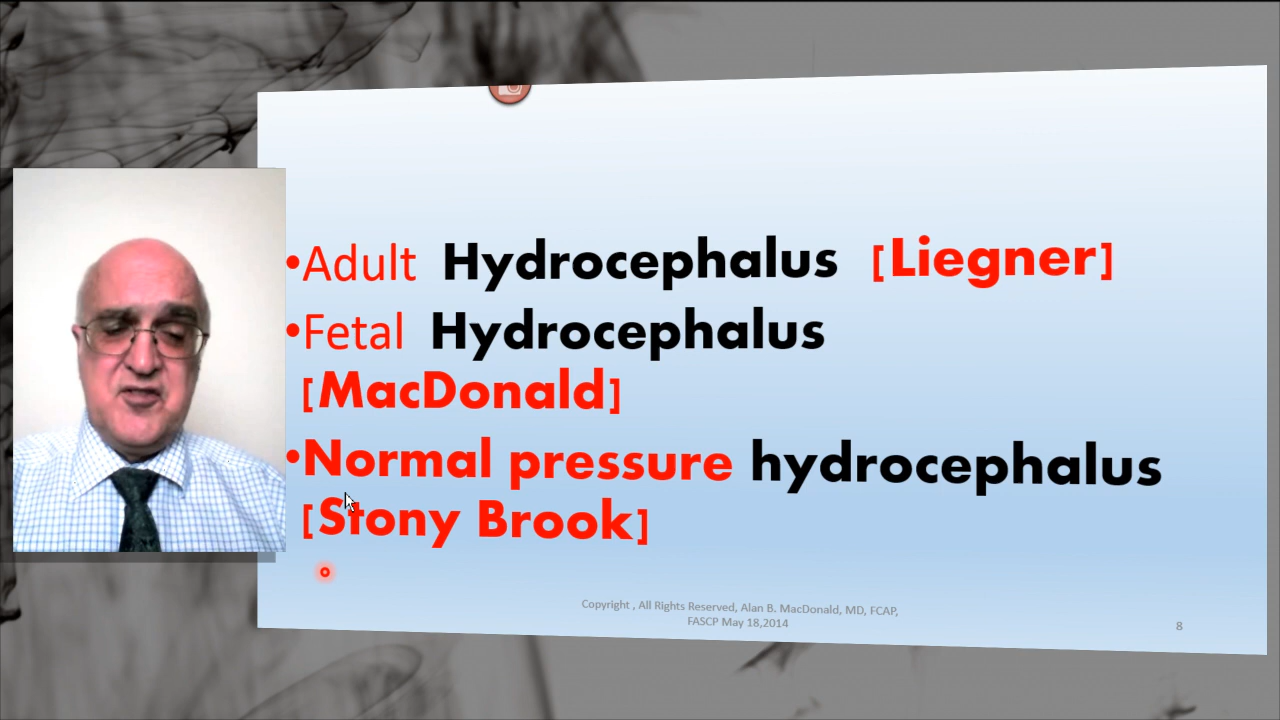 •Adult Hydrocephalus [Liegner]
•Fetal Hydrocephalus
[MacDonald]
•Normal pressure hydrocephalus
[Stony Brook]
Copyright , All Rights Reserved, Alan B. MacDonald, MD, FCAP,
FASCP May 18,2014
8